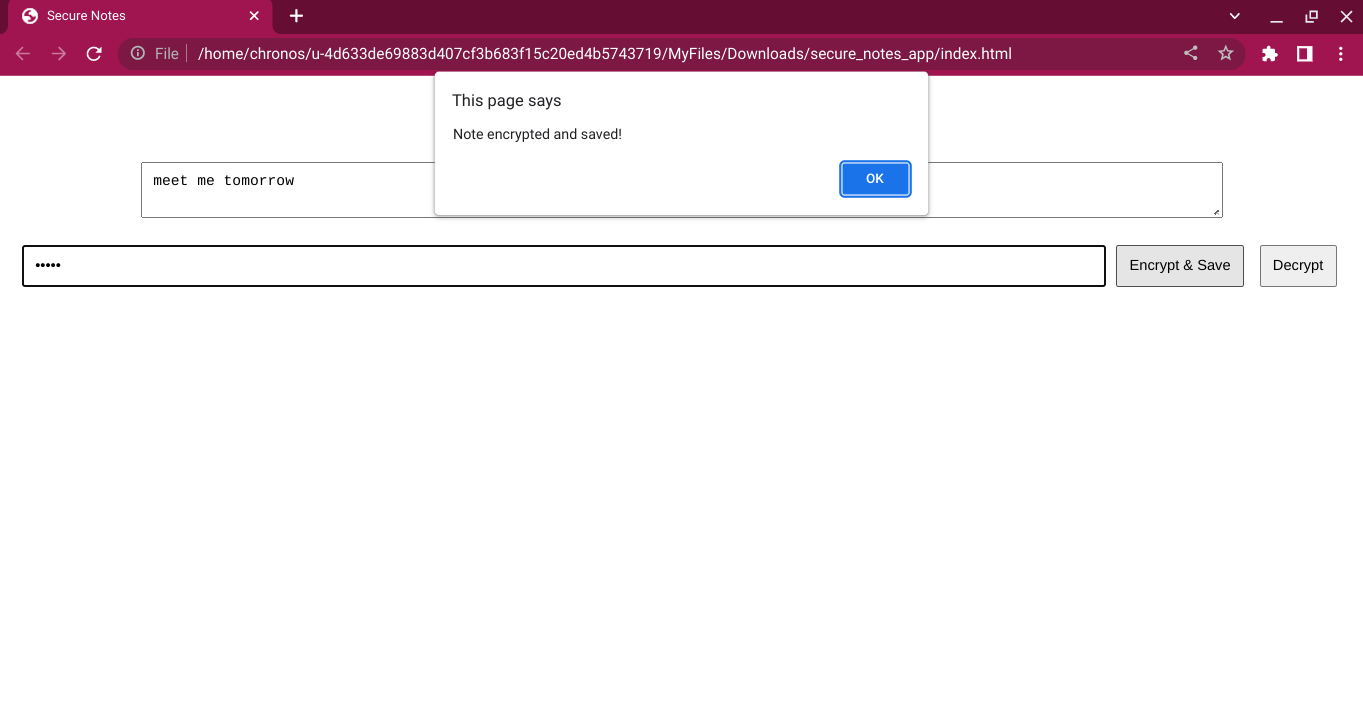 Secure Notes
File /home/chronos/u-4d633de69883d407cf3b683f15c20ed4b5743719/MyFiles/Downloads/secure_notes_app/index.html
This page says
Note encrypted and saved!
OK
meet me tomorrow
••••• Encrypt & Save Decrypt